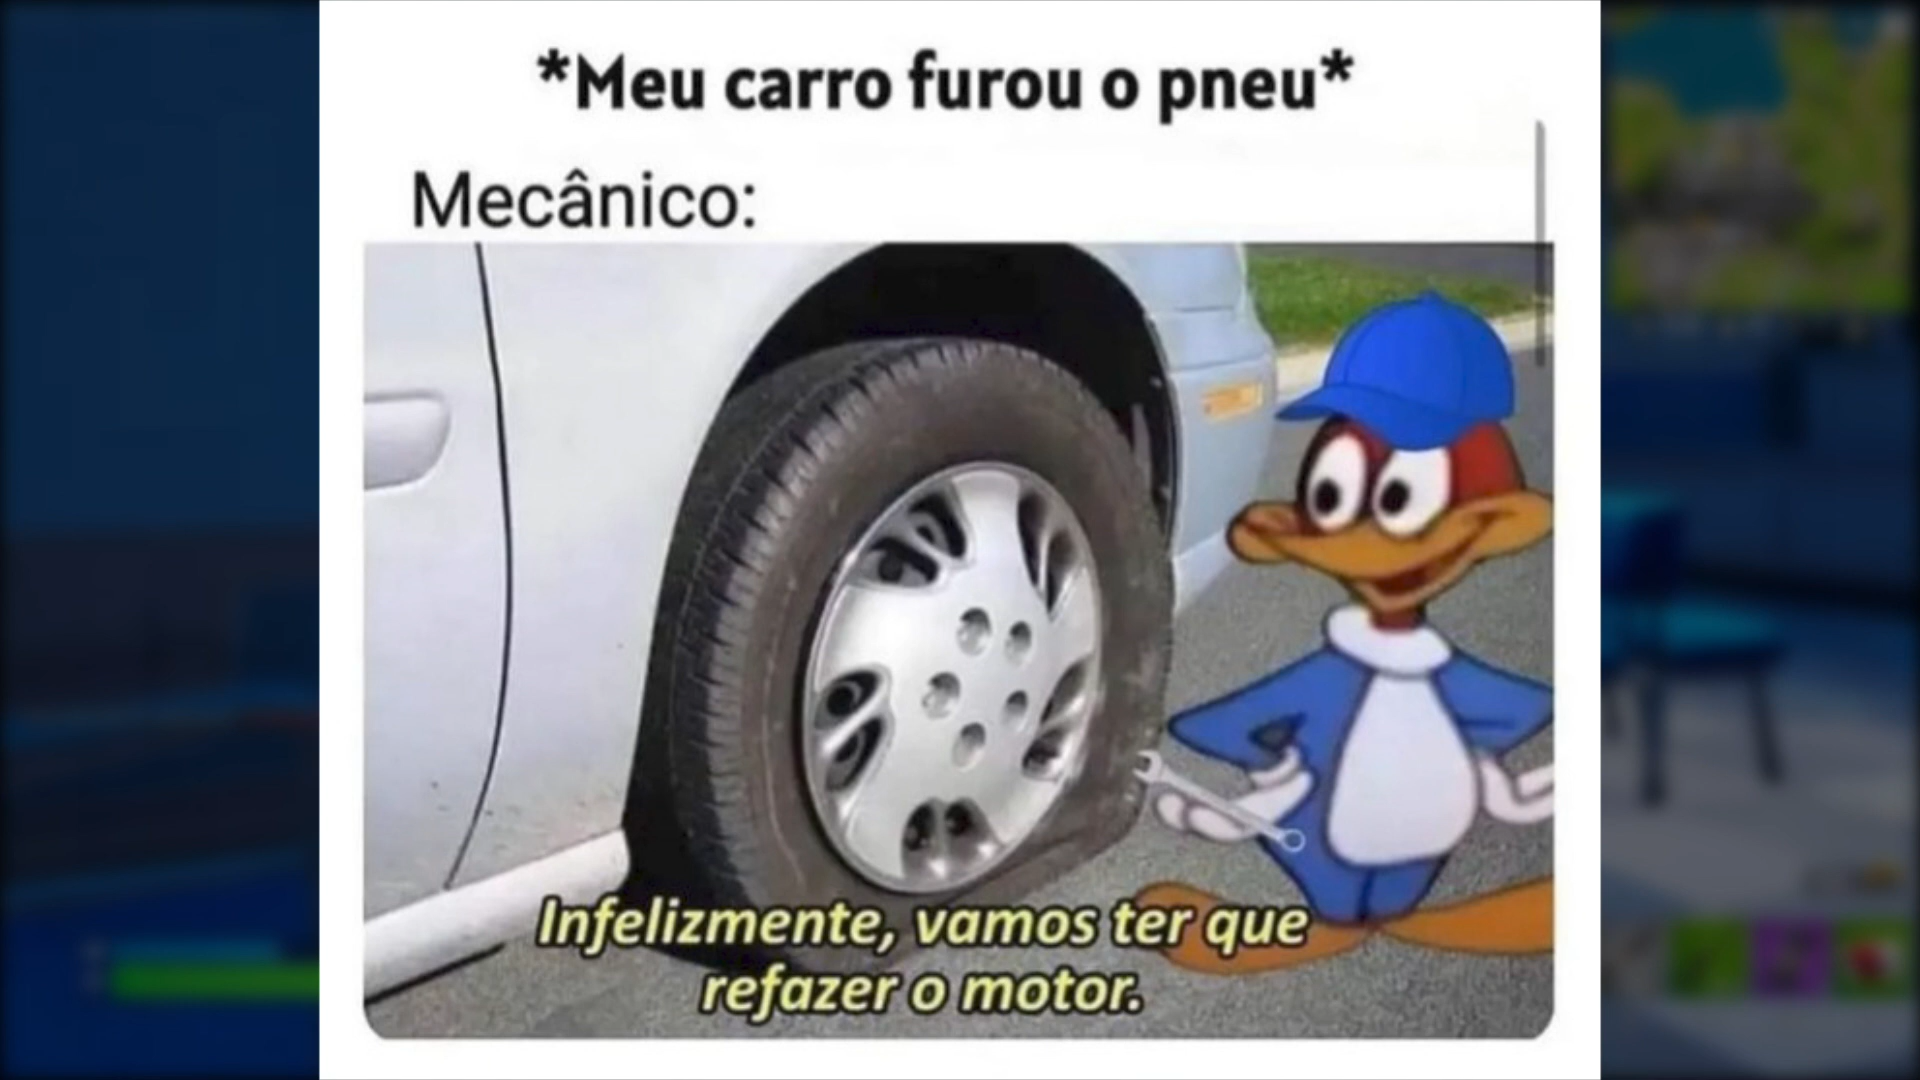 *Meu carro furou o pneu*
Mecânico:
Infelizmente, vamos ter que
refazer o motor.